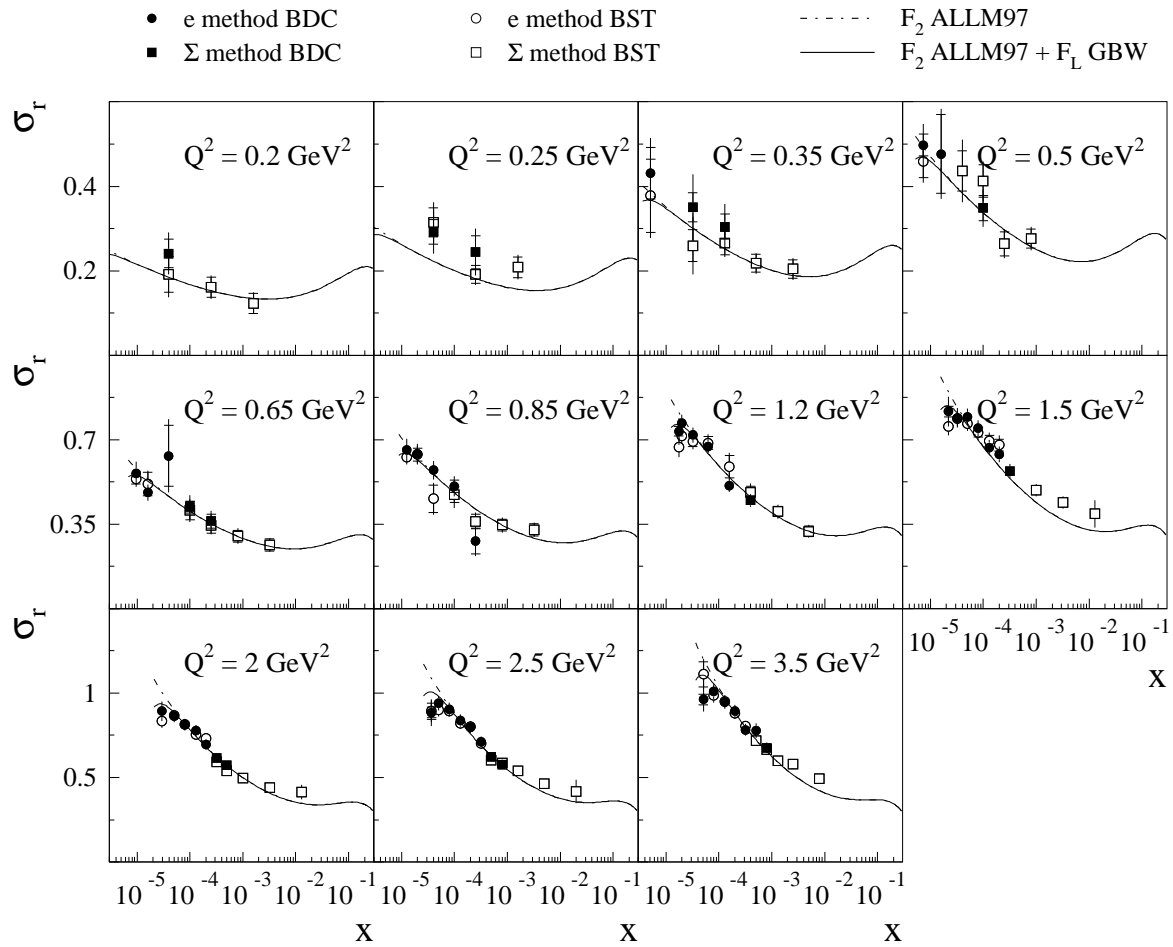 e method BDC e method BST F₂ ALLM97
Σ method BDC Σ method BST F₂ ALLM97 + F_L GBW
σ_r
Q² = 0.2 GeV² Q² = 0.25 GeV² Q² = 0.35 GeV² Q² = 0.5 GeV²
0.4
0.2
σ_r
Q² = 0.65 GeV² Q² = 0.85 GeV² Q² = 1.2 GeV² Q² = 1.5 GeV²
0.7
0.35
10⁻⁵ 10⁻⁴ 10⁻³ 10⁻² 10⁻¹
x
σ_r
Q² = 2 GeV² Q² = 2.5 GeV² Q² = 3.5 GeV²
1
0.5
10⁻⁵ 10⁻⁴ 10⁻³ 10⁻² 10⁻¹ 10⁻⁵ 10⁻⁴ 10⁻³ 10⁻² 10⁻¹ 10⁻⁵ 10⁻⁴ 10⁻³ 10⁻² 10⁻¹
x x x